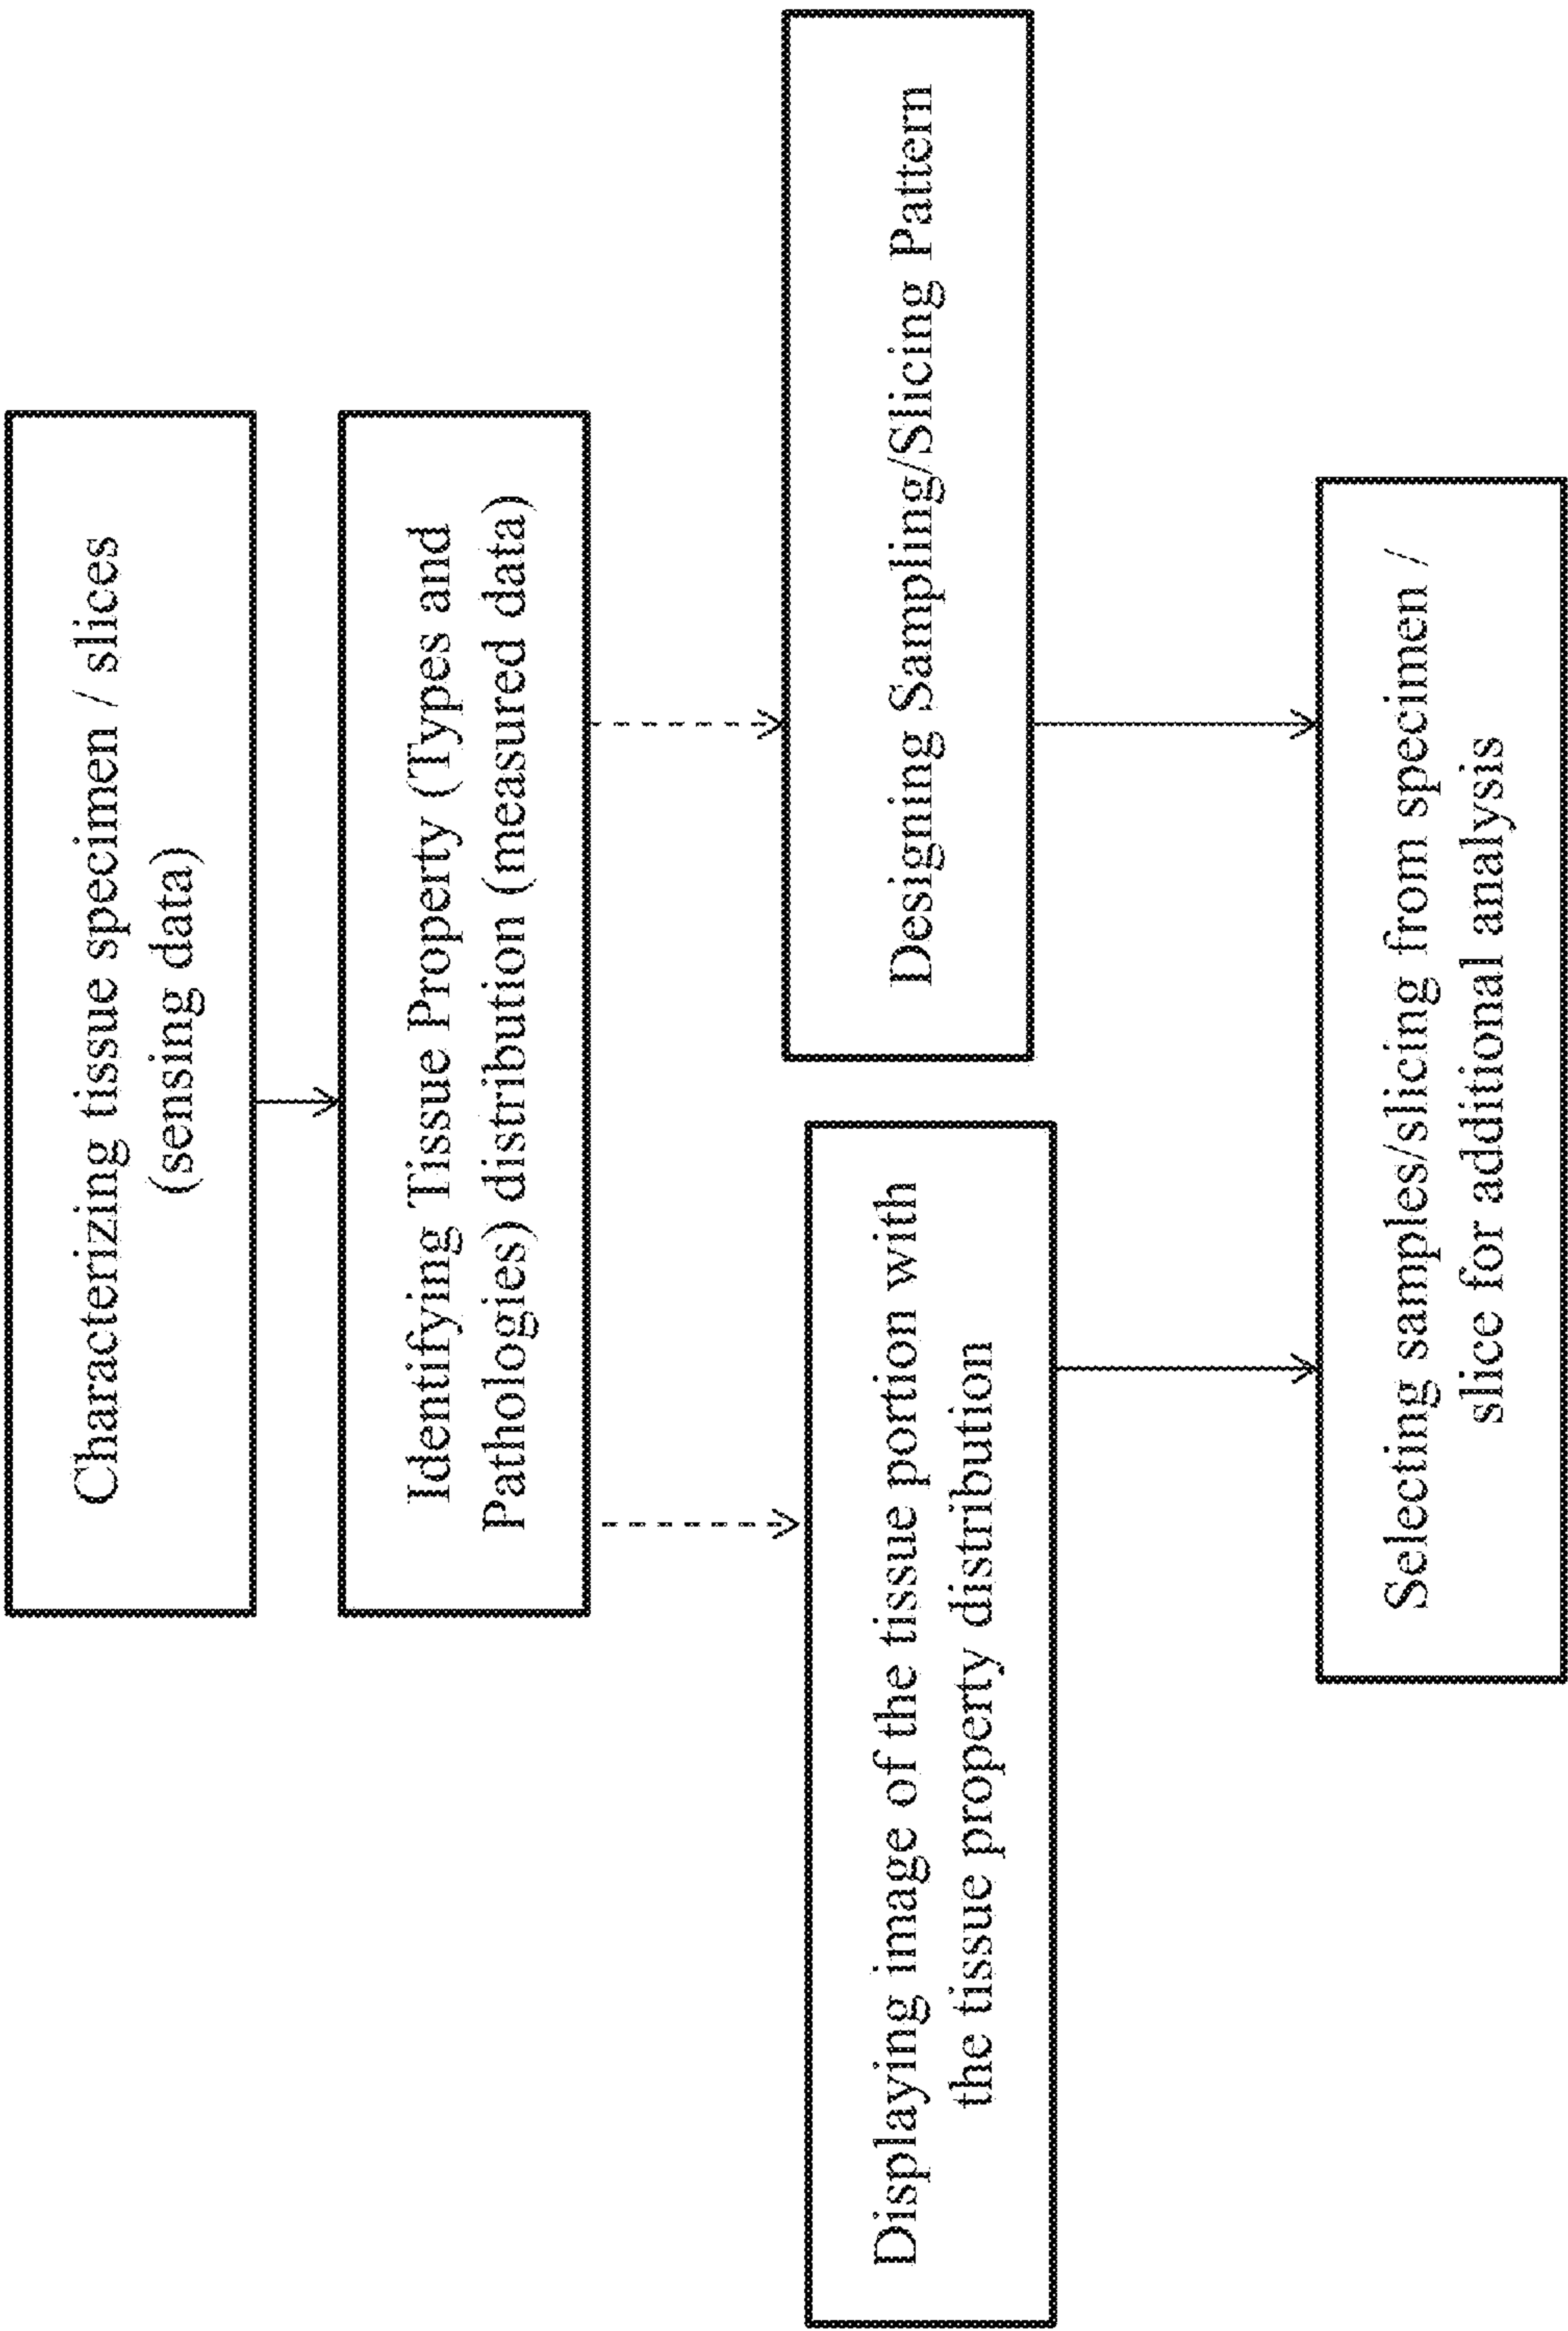 Characterizing tissue specimen / slices
(sensing data)
Identifying Tissue Property (Types and
Pathologies) distribution (measured data)
Displaying image of the tissue portion with
the tissue property distribution
Designing Sampling/Slicing Pattern
Selecting samples/slicing from specimen /
slice for additional analysis